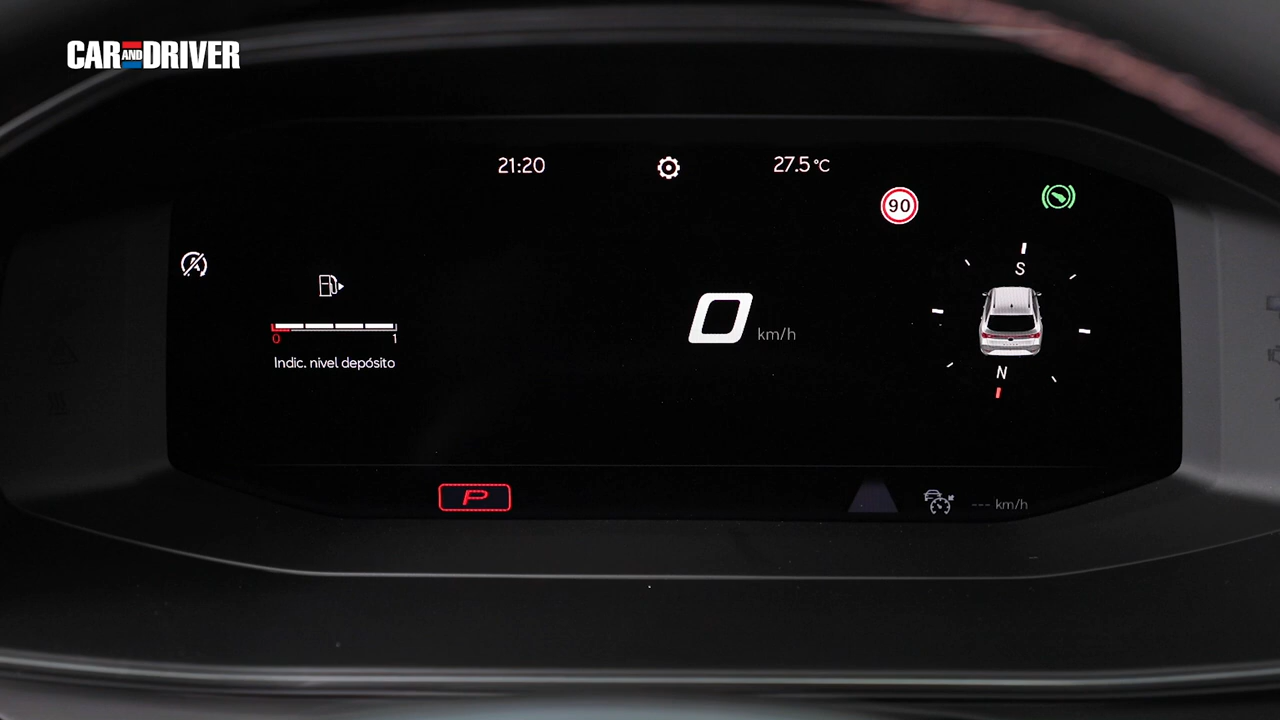 CAR AND DRIVER
21:20
27.5 °C
90
S
0 km/h
0 1
Indic. nivel depósito
N
P
--- km/h